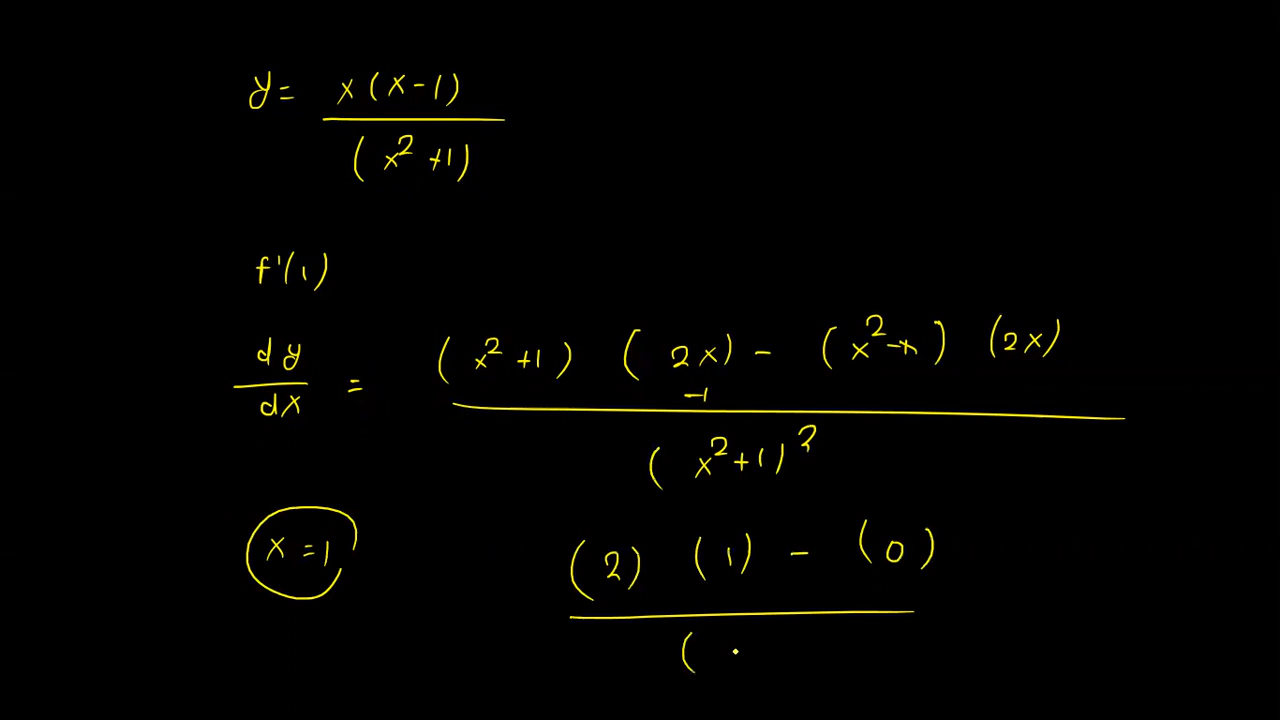 y = x(x-1)
(x² +1)
f'(1)
dy = (x² +1) (2x) - (x² -x) (2x)
-1
dx
(x² +1)²
x = 1 (2) (1) - (0)
(